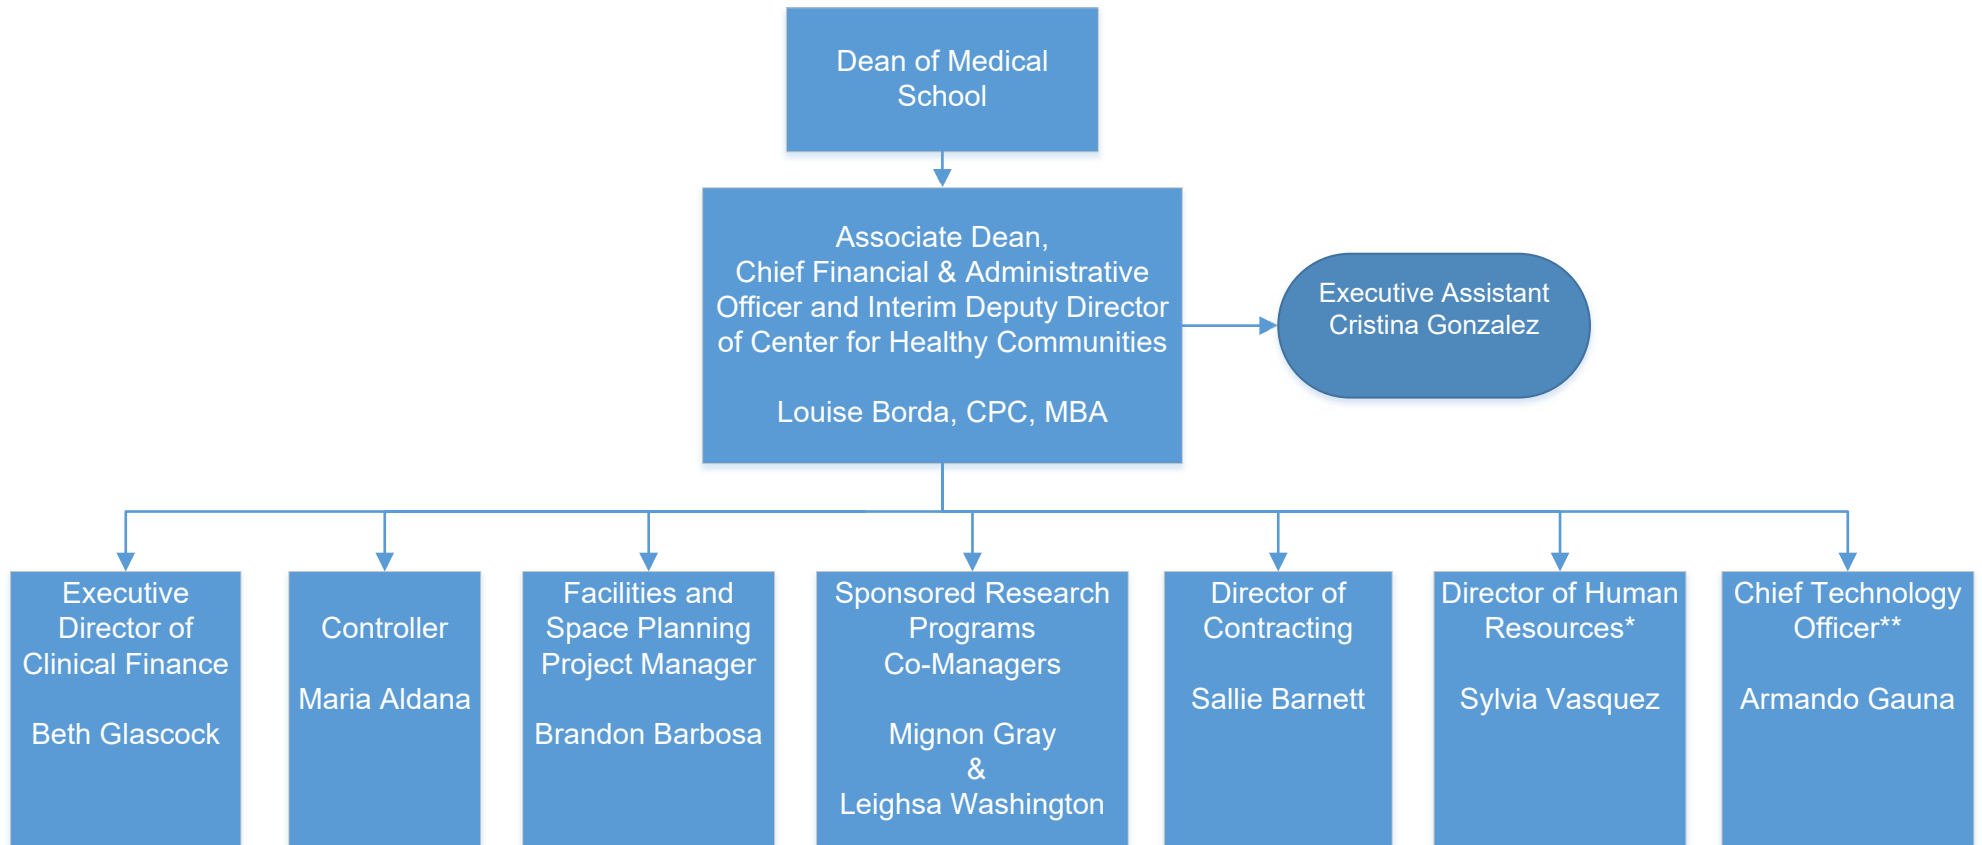 Dean of Medical
School
Associate Dean,
Chief Financial & Administrative
Officer and Interim Deputy Director
of Center for Healthy Communities
Louise Borda, CPC, MBA
Executive Assistant
Cristina Gonzalez
Executive
Director of
Clinical Finance
Beth Glascock
Controller
Maria Aldana
Facilities and
Space Planning
Project Manager
Brandon Barbosa
Sponsored Research
Programs
Co-Managers
Mignon Gray
&
Leighsa Washington
Director of
Contracting
Sallie Barnett
Director of Human
Resources*
Sylvia Vasquez
Chief Technology
Officer**
Armando Gauna